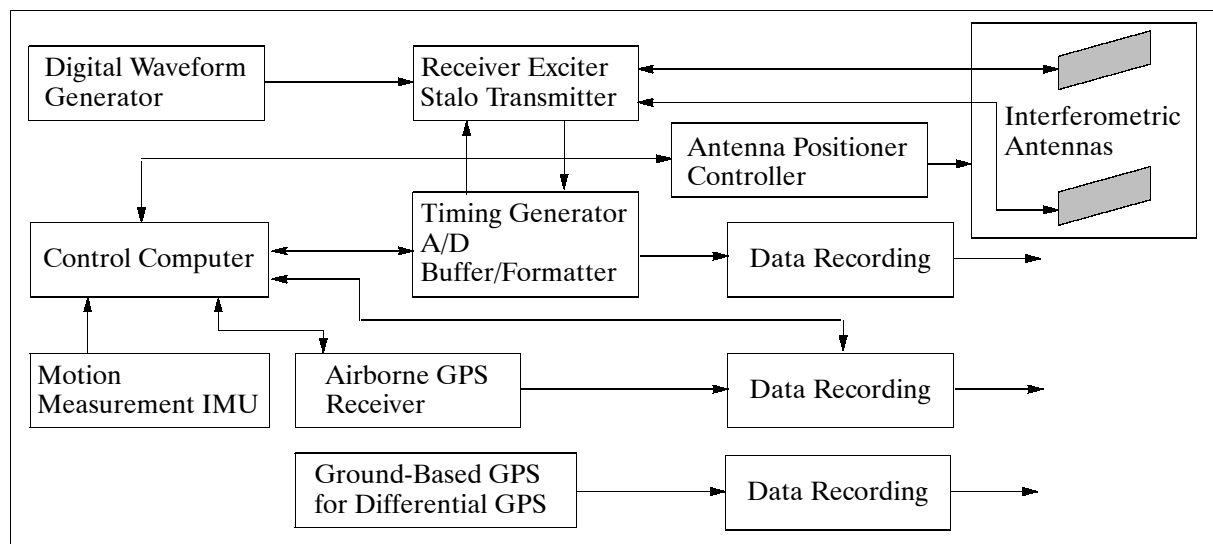 Digital Waveform
Generator
Receiver Exciter
Stalo Transmitter
Interferometric
Antennas
Antenna Positioner
Controller
Control Computer
Timing Generator
A/D
Buffer/Formatter
Data Recording
Motion
Measurement IMU
Airborne GPS
Receiver
Data Recording
Ground-Based GPS
for Differential GPS
Data Recording